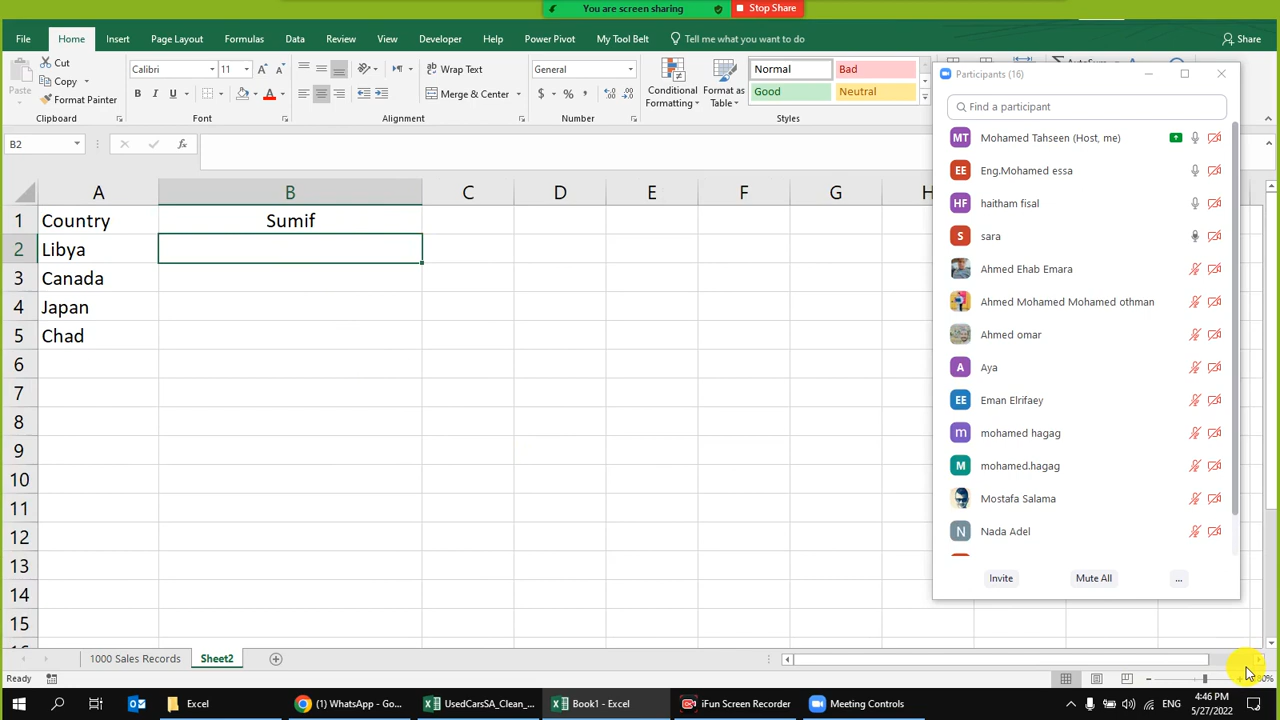 You are screen sharing
Stop Share
File Home Insert Page Layout Formulas Data Review View Developer Help Power Pivot My Tool Belt Tell me what you want to do Share
Cut
Copy
Format Painter
Paste
Clipboard
Calibri 11
B I U
Font
Wrap Text
Merge & Center
Alignment
General
$ % ,
Number
Conditional Formatting
Format as Table
Normal Bad
Good Neutral
Styles
B2
fx
A B C D E F G H
1 Country Sumif
2 Libya
3 Canada
4 Japan
5 Chad
6
7
8
9
10
11
12
13
14
15
Participants (16)
Find a participant
MT Mohamed Tahseen (Host, me)
EE Eng.Mohamed essa
HF haitham fisal
S sara
Ahmed Ehab Emara
Ahmed Mohamed Mohamed othman
Ahmed omar
A Aya
EE Eman Elrifaey
m mohamed hagag
M mohamed.hagag
Mostafa Salama
N Nada Adel
Invite Mute All ...
1000 Sales Records Sheet2
Ready
Excel (1) WhatsApp - Go... UsedCarsSA_Clean_... Book1 - Excel iFun Screen Recorder Meeting Controls ENG
4:46 PM
5/27/2022